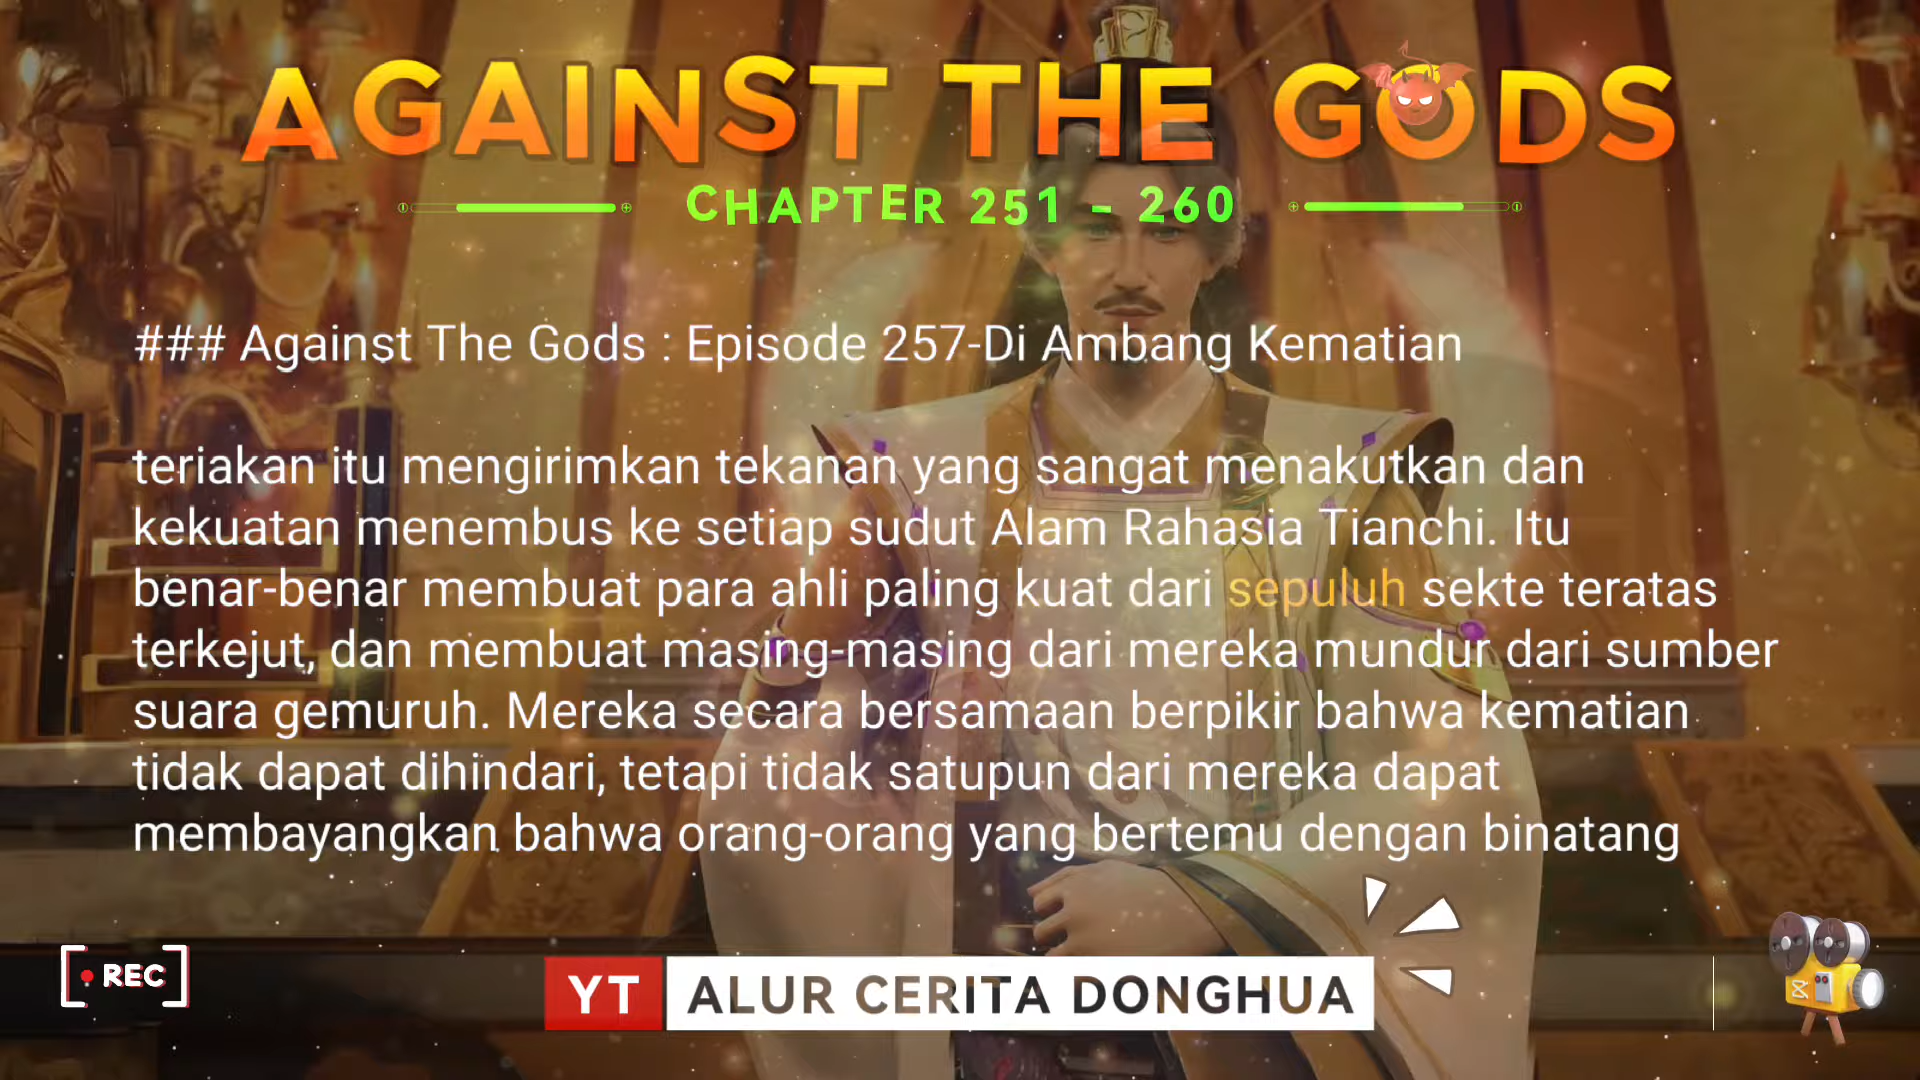 AGAINST THE GODS
CHAPTER 251 - 260
### Against The Gods : Episode 257-Di Ambang Kematian
teriakan itu mengirimkan tekanan yang sangat menakutkan dan
kekuatan menembus ke setiap sudut Alam Rahasia Tianchi. Itu
benar-benar membuat para ahli paling kuat dari sepuluh sekte teratas
terkejut, dan membuat masing-masing dari mereka mundur dari sumber
suara gemuruh. Mereka secara bersamaan berpikir bahwa kematian
tidak dapat dihindari, tetapi tidak satupun dari mereka dapat
membayangkan bahwa orang-orang yang bertemu dengan binatang
REC
YT ALUR CERITA DONGHUA